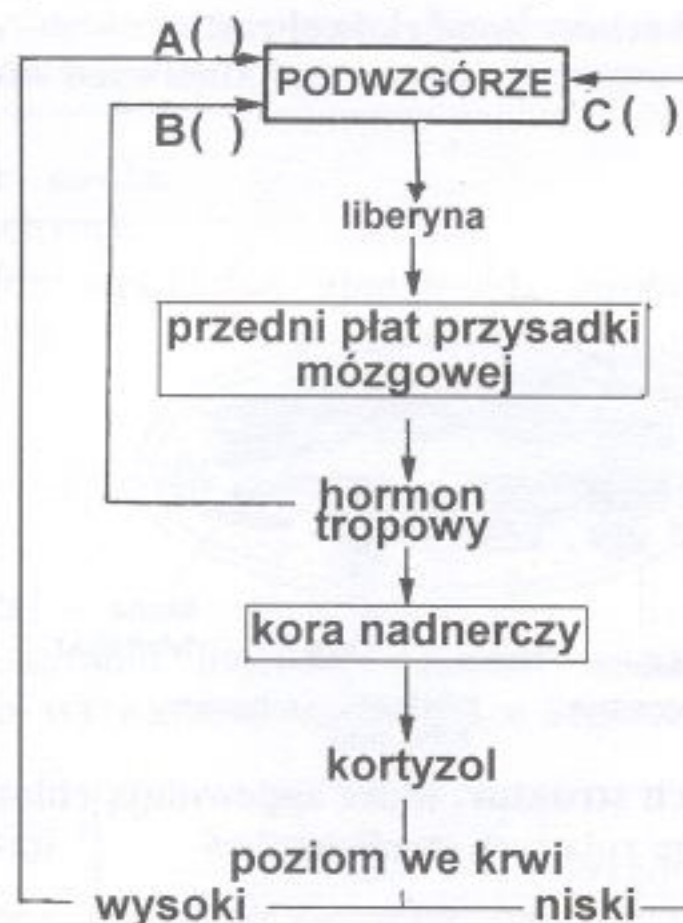 A( )
PODWZGÓRZE
B( )
C( )
liberyna
przedni płat przysadki
mózgowej
hormon
tropowy
kora nadnerczy
kortyzol
poziom we krwi
wysoki
niski